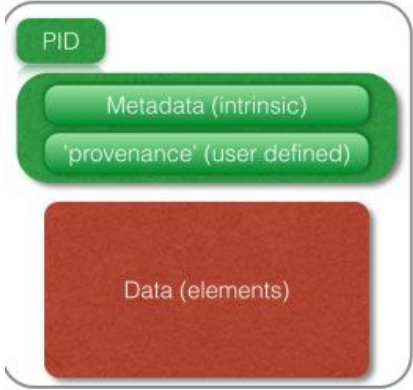 PID
Metadata (intrinsic)
'provenance' (user defined)
Data (elements)